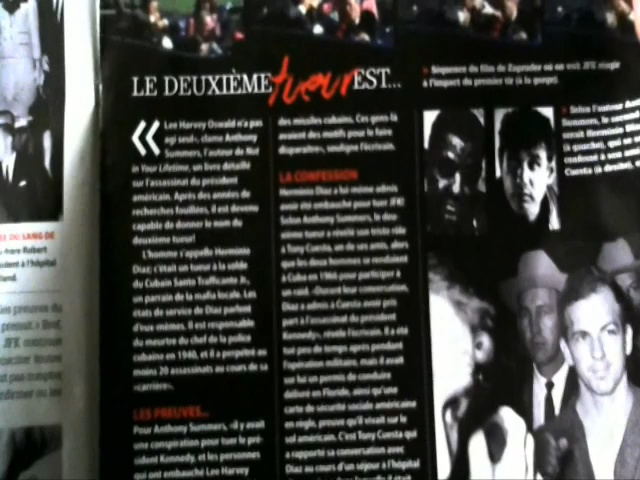 LE DEUXIÈME tueur EST...
« Lee Harvey Oswald n'a pas
agi seul», clame Anthony
Summers, l'auteur de Not
in Your Lifetime, un livre détaillé
sur l'assassinat du président
américain. Après des années de
recherches fouillées, il est devenu
capable de donner le nom du
deuxième tueur!
L'homme s'appelle Herminio
Diaz: c'était un tueur à la solde
du Cubain Santo Trafficante Jr.,
un parrain de la mafia locale. Les
états de service de Diaz parlent
d'eux-mêmes. Il est responsable
du meurtre du chef de la police
cubaine en 1948, et il a perpétré au
moins 20 assassinats au cours de sa
«carrière».
LES PREUVES...
Pour Anthony Summers, «il y avait
une conspiration pour tuer le pré-
sident Kennedy, et les personnes
qui ont embauché Lee Harvey
des missiles cubains. Ces gens-là
avaient des motifs pour le faire
disparaître», souligne l'écrivain.
LA CONFESSION
Herminio Diaz a lui-même admis
avoir été embauché pour tuer JFK!
Selon Anthony Summers, le deu-
xième tueur a révélé son triste rôle
à Tony Cuesta, un de ses amis, alors
que les deux hommes se rendaient
à Cuba en 1966 pour participer à
un raid. «Durant leur conversation,
Diaz a admis à Cuesta avoir pris
part à l'assassinat du président
Kennedy», révèle l'écrivain. Il a été
tué peu de temps après pendant
l'opération militaire, mais il avait
sur lui un permis de conduire
délivré en Floride, ainsi qu'une
carte de sécurité sociale américaine
en règle, preuve qu'il vivait sur le
sol américain. C'est Tony Cuesta qui
a rapporté sa conversation avec
Diaz au cours d'un séjour à l'hôpital
Séquence du film de Zapruder où on voit JFK réagir
à l'impact du premier tir (à la gorge).
Selon l'auteur
Summers, le
serait Herminio
(à gauche), qui
confessé à son
Cuesta (à
DU SANG DE
frère Robert
à l'hôpital